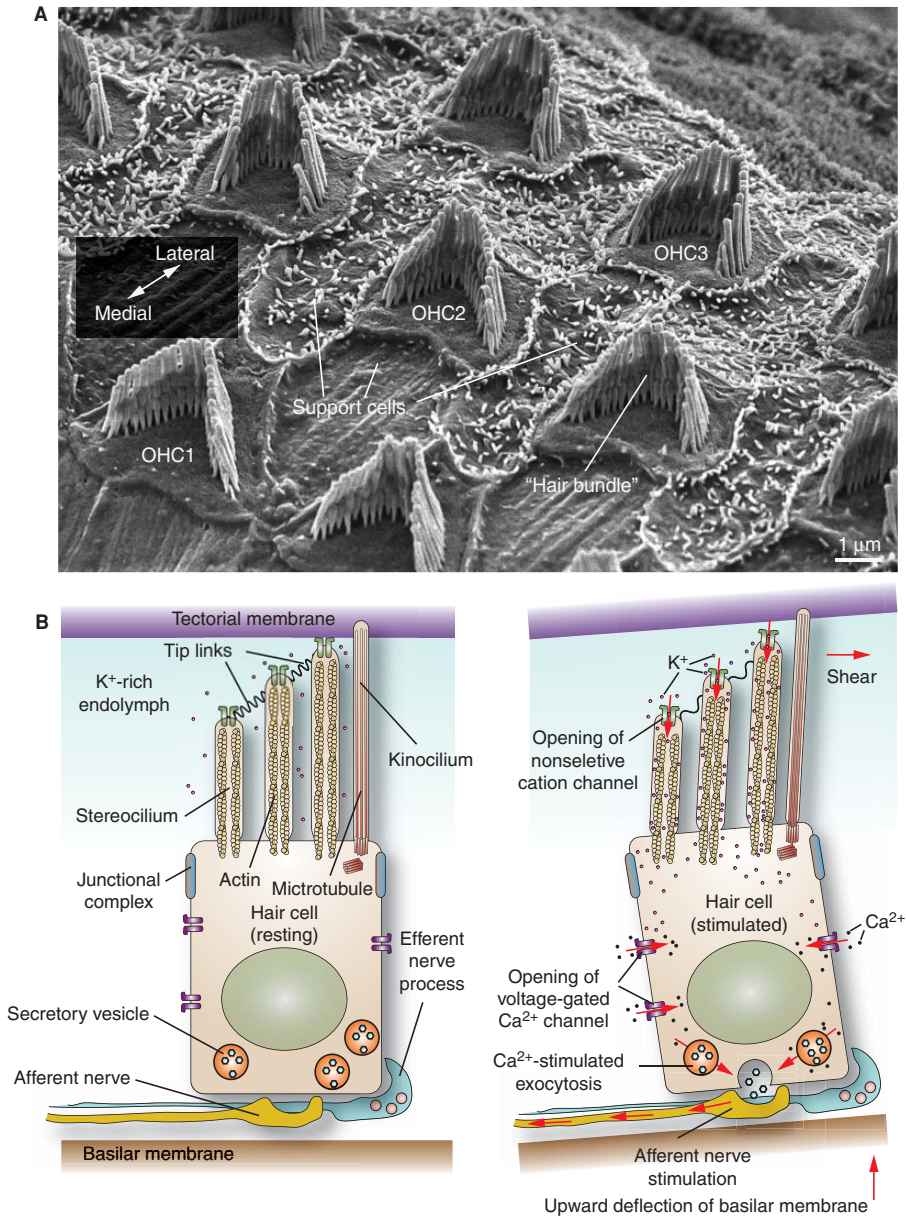 A
Lateral
Medial
OHC3
OHC2
Support cells
OHC1
“Hair bundle”
1 μm
B
Tectorial membrane
Tip links
K⁺-rich
endolymph
Kinocilium
Stereocilium
Actin
Mictrotubule
Junctional
complex
Hair cell
(resting)
Efferent
nerve
process
Secretory vesicle
Afferent nerve
Basilar membrane
K⁺
Shear
Opening of
nonseletive
cation channel
Hair cell
(stimulated)
Ca²⁺
Opening of
voltage-gated
Ca²⁺ channel
Ca²⁺-stimulated
exocytosis
Afferent nerve
stimulation
Upward deflection of basilar membrane